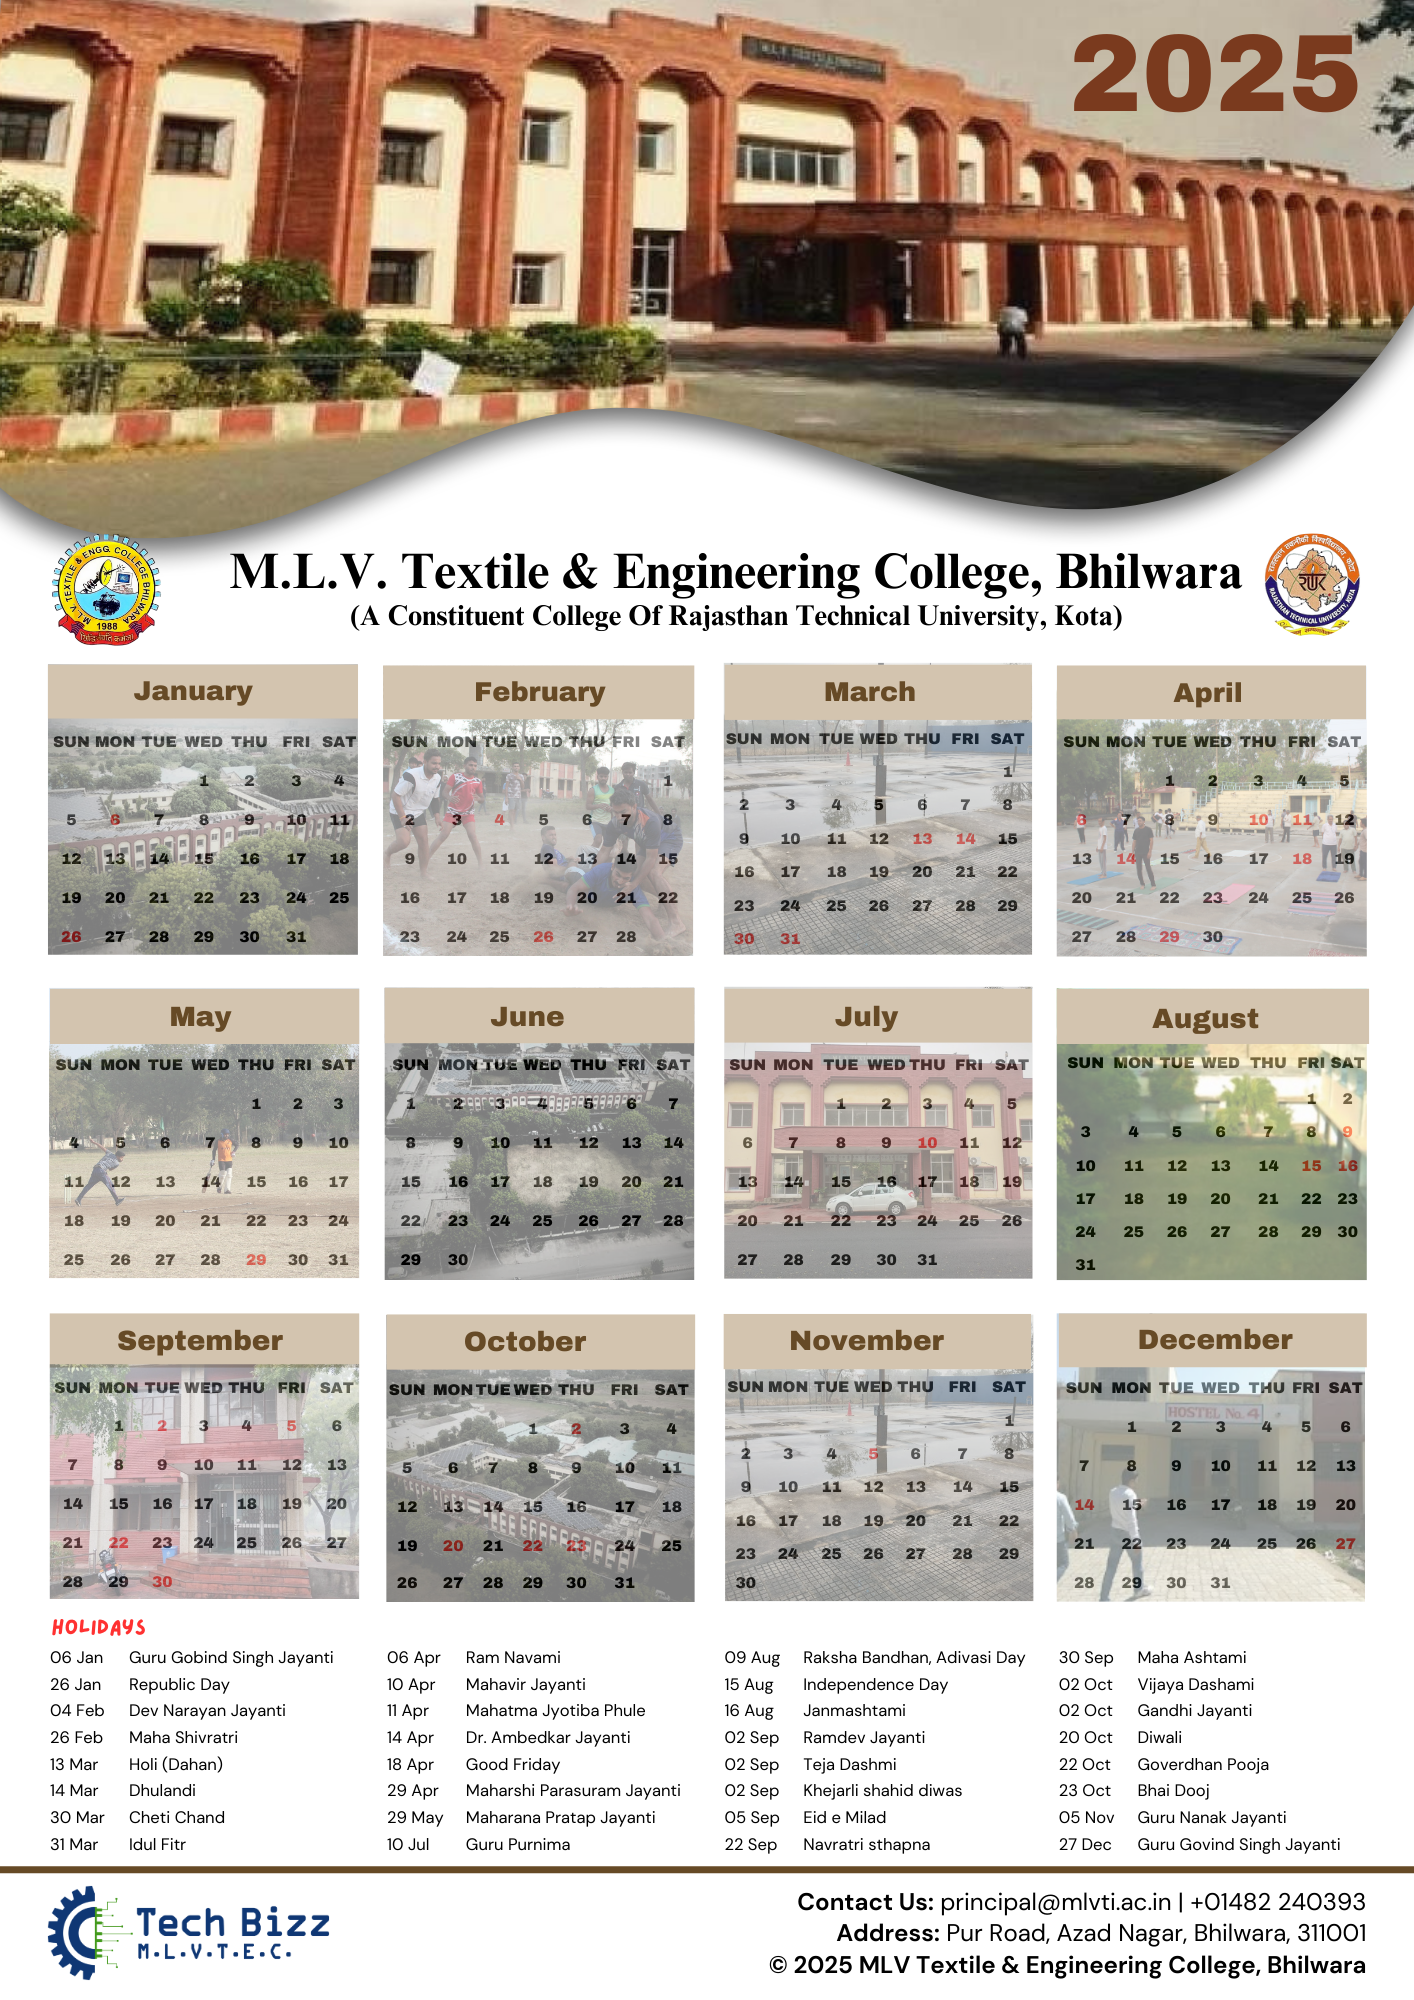 2025
M.L.V. Textile & Engineering College, Bhilwara
(A Constituent College Of Rajasthan Technical University, Kota)
M.L.V. TEXTILE & ENGG. COLLEGE BHILWARA
1988
RAJASTHAN TECHNICAL UNIVERSITY, KOTA
January
SUN MON TUE WED THU FRI SAT
1 2 3 4
5 6 7 8 9 10 11
12 13 14 15 16 17 18
19 20 21 22 23 24 25
26 27 28 29 30 31
February
SUN MON TUE WED THU FRI SAT
1
2 3 4 5 6 7 8
9 10 11 12 13 14 15
16 17 18 19 20 21 22
23 24 25 26 27 28
March
SUN MON TUE WED THU FRI SAT
1
2 3 4 5 6 7 8
9 10 11 12 13 14 15
16 17 18 19 20 21 22
23 24 25 26 27 28 29
30 31
April
SUN MON TUE WED THU FRI SAT
1 2 3 4 5
6 7 8 9 10 11 12
13 14 15 16 17 18 19
20 21 22 23 24 25 26
27 28 29 30
May
SUN MON TUE WED THU FRI SAT
1 2 3
4 5 6 7 8 9 10
11 12 13 14 15 16 17
18 19 20 21 22 23 24
25 26 27 28 29 30 31
June
SUN MON TUE WED THU FRI SAT
1 2 3 4 5 6 7
8 9 10 11 12 13 14
15 16 17 18 19 20 21
22 23 24 25 26 27 28
29 30
July
SUN MON TUE WED THU FRI SAT
1 2 3 4 5
6 7 8 9 10 11 12
13 14 15 16 17 18 19
20 21 22 23 24 25 26
27 28 29 30 31
August
SUN MON TUE WED THU FRI SAT
1 2
3 4 5 6 7 8 9
10 11 12 13 14 15 16
17 18 19 20 21 22 23
24 25 26 27 28 29 30
31
September
SUN MON TUE WED THU FRI SAT
1 2 3 4 5 6
7 8 9 10 11 12 13
14 15 16 17 18 19 20
21 22 23 24 25 26 27
28 29 30
October
SUN MON TUE WED THU FRI SAT
1 2 3 4
5 6 7 8 9 10 11
12 13 14 15 16 17 18
19 20 21 22 23 24 25
26 27 28 29 30 31
November
SUN MON TUE WED THU FRI SAT
1
2 3 4 5 6 7 8
9 10 11 12 13 14 15
16 17 18 19 20 21 22
23 24 25 26 27 28 29
30
December
SUN MON TUE WED THU FRI SAT
HOSTEL No. 4
1 2 3 4 5 6
7 8 9 10 11 12 13
14 15 16 17 18 19 20
21 22 23 24 25 26 27
28 29 30 31
HOLIDAYS
06 Jan Guru Gobind Singh Jayanti
26 Jan Republic Day
04 Feb Dev Narayan Jayanti
26 Feb Maha Shivratri
13 Mar Holi (Dahan)
14 Mar Dhulandi
30 Mar Cheti Chand
31 Mar Idul Fitr
06 Apr Ram Navami
10 Apr Mahavir Jayanti
11 Apr Mahatma Jyotiba Phule
14 Apr Dr. Ambedkar Jayanti
18 Apr Good Friday
29 Apr Maharshi Parasuram Jayanti
29 May Maharana Pratap Jayanti
10 Jul Guru Purnima
09 Aug Raksha Bandhan, Adivasi Day
15 Aug Independence Day
16 Aug Janmashtami
02 Sep Ramdev Jayanti
02 Sep Teja Dashmi
02 Sep Khejarli shahid diwas
05 Sep Eid e Milad
22 Sep Navratri sthapna
30 Sep Maha Ashtami
02 Oct Vijaya Dashami
02 Oct Gandhi Jayanti
20 Oct Diwali
22 Oct Goverdhan Pooja
23 Oct Bhai Dooj
05 Nov Guru Nanak Jayanti
27 Dec Guru Govind Singh Jayanti
Tech Bizz
M.L.V.T.E.C.
Contact Us: principal@mlvti.ac.in | +01482 240393
Address: Pur Road, Azad Nagar, Bhilwara, 311001
© 2025 MLV Textile & Engineering College, Bhilwara